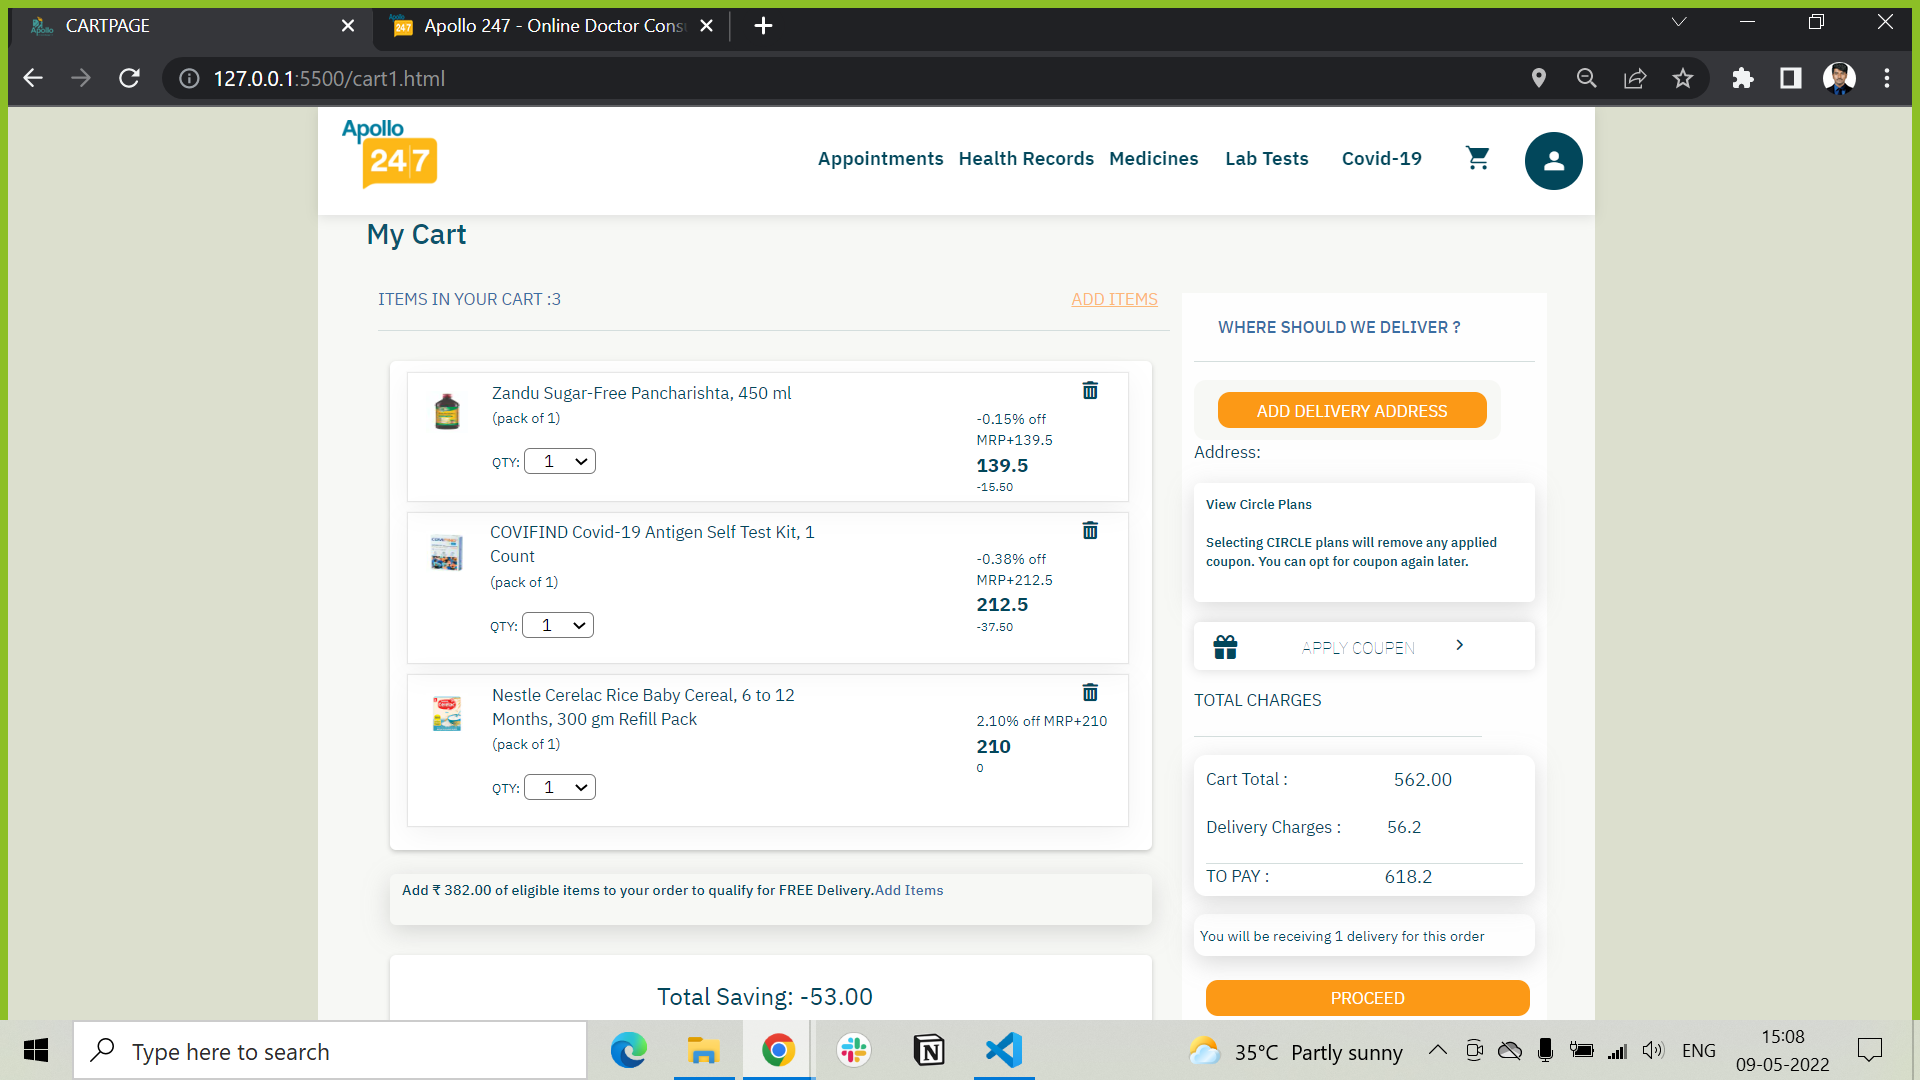 CARTPAGE
Apollo 247 - Online Doctor Cons
127.0.0.1:5500/cart1.html
Apollo
24|7
Appointments Health Records Medicines Lab Tests Covid-19
My Cart
ITEMS IN YOUR CART :3
ADD ITEMS
Zandu Sugar-Free Pancharishta, 450 ml
(pack of 1)
QTY: 1
-0.15% off
MRP+139.5
139.5
-15.50
COVIFIND Covid-19 Antigen Self Test Kit, 1
Count
(pack of 1)
QTY: 1
-0.38% off
MRP+212.5
212.5
-37.50
Nestle Cerelac Rice Baby Cereal, 6 to 12
Months, 300 gm Refill Pack
(pack of 1)
QTY: 1
2.10% off MRP+210
210
0
Add ₹ 382.00 of eligible items to your order to qualify for FREE Delivery.Add Items
Total Saving: -53.00
WHERE SHOULD WE DELIVER ?
ADD DELIVERY ADDRESS
Address:
View Circle Plans
Selecting CIRCLE plans will remove any applied
coupon. You can opt for coupon again later.
APPLY COUPEN
TOTAL CHARGES
Cart Total : 562.00
Delivery Charges : 56.2
TO PAY : 618.2
You will be receiving 1 delivery for this order
PROCEED
Type here to search
35°C Partly sunny
ENG
15:08
09-05-2022